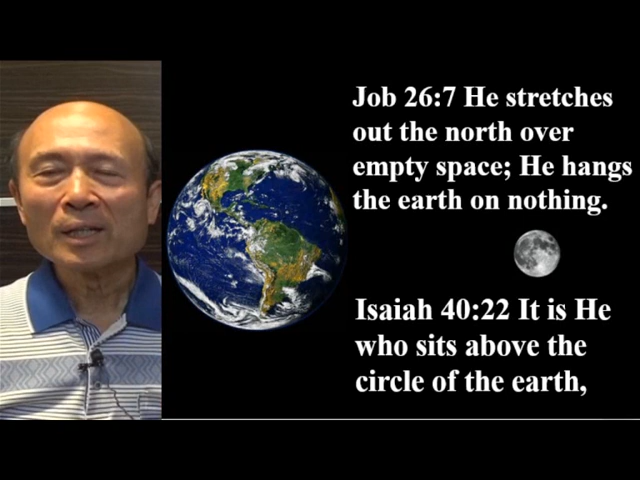 Job 26:7 He stretches
out the north over
empty space; He hangs
the earth on nothing.
Isaiah 40:22 It is He
who sits above the
circle of the earth,